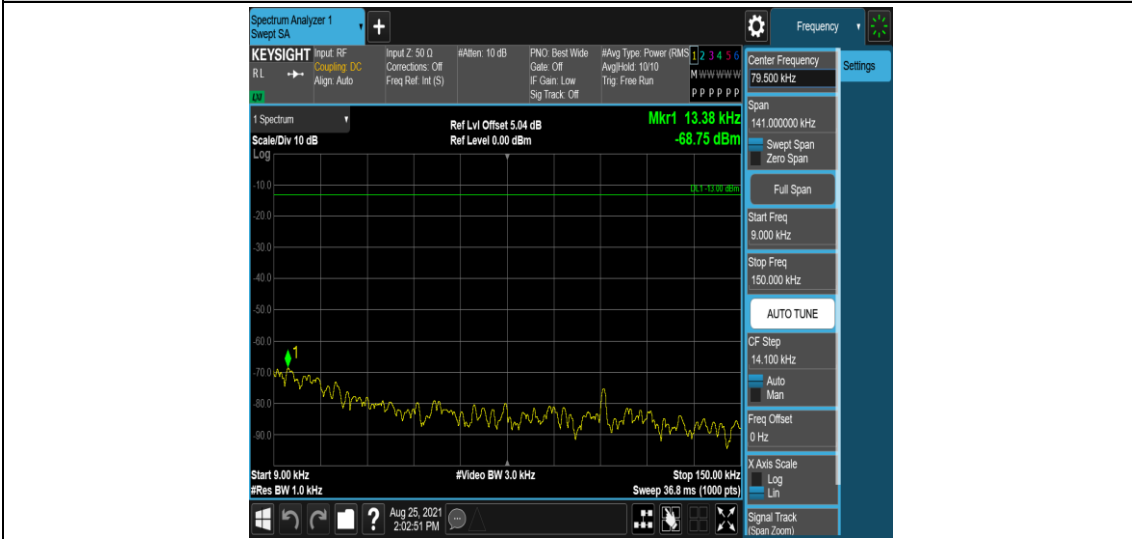 Spectrum Analyzer 1
Swept SA
+
Frequency
KEYSIGHT
RL
Input: RF
Coupling: DC
Align: Auto
Input Z: 50 Ω
Corrections: Off
Freq Ref: Int (S)
#Atten: 10 dB
PNO: Best Wide
Gate: Off
IF Gain: Low
Sig Track: Off
#Avg Type: Power (RMS
Avg|Hold: 10/10
Trig: Free Run
1 2 3 4 5 6
M W W W W W
P P P P P P
1 Spectrum
Scale/Div 10 dB
Log
Ref Lvl Offset 5.04 dB
Ref Level 0.00 dBm
Mkr1 13.38 kHz
-68.75 dBm
DL1 -13.00 dBm
-10.0
-20.0
-30.0
-40.0
-50.0
-60.0
-70.0
-80.0
-90.0
1
Start 9.00 kHz
#Res BW 1.0 kHz
#Video BW 3.0 kHz
Stop 150.00 kHz
Sweep 36.8 ms (1000 pts)
?
Aug 25, 2021
2:02:51 PM
Center Frequency
79.500 kHz
Settings
Span
141.000000 kHz
Swept Span
Zero Span
Full Span
Start Freq
9.000 kHz
Stop Freq
150.000 kHz
AUTO TUNE
CF Step
14.100 kHz
Auto
Man
Freq Offset
0 Hz
X Axis Scale
Log
Lin
Signal Track
(Span Zoom)